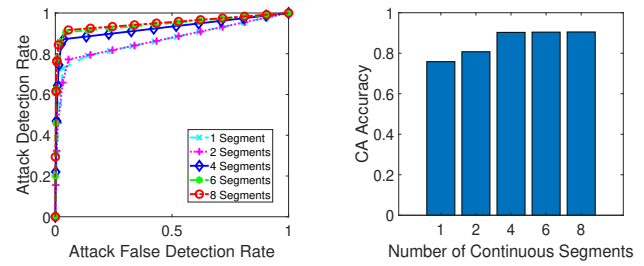 1
0.8
0.6
0.4
0.2
0
0
0.5
1
Attack Detection Rate
Attack False Detection Rate
1 Segment
2 Segments
4 Segments
6 Segments
8 Segments
1
0.8
0.6
0.4
0.2
0
1 2 4 6 8
CA Accuracy
Number of Continuous Segments